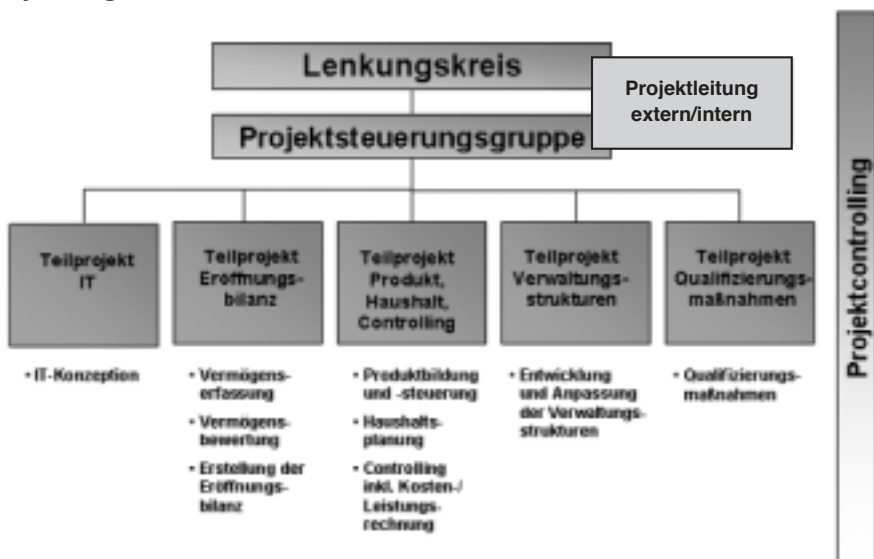 Lenkungskreis
Projektleitung
extern/intern
Projektsteuerungsgruppe
Teilprojekt
IT
• IT-Konzeption
Teilprojekt
Eröffnungs-
bilanz
• Vermögens-
erfassung
• Vermögens-
bewertung
• Erstellung der
Eröffnungs-
bilanz
Teilprojekt
Produkt,
Haushalt,
Controlling
• Produktbildung
und -steuerung
• Haushalts-
planung
• Controlling
inkl. Kosten-/
Leistungs-
rechnung
Teilprojekt
Verwaltungs-
strukturen
• Entwicklung
und Anpassung
der Verwaltungs-
strukturen
Teilprojekt
Qualifizierungs-
maßnahmen
• Qualifizierungs-
maßnahmen
Projektcontrolling